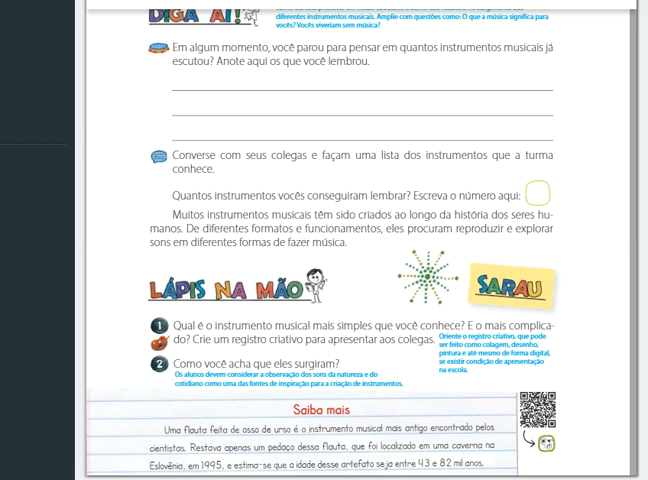 DIGA AÍ!
diferentes instrumentos musicais. Amplie com questões como: O que a música significa para
vocês? Vocês viveriam sem música?
Em algum momento, você parou para pensar em quantos instrumentos musicais já
escutou? Anote aqui os que você lembrou.
Converse com seus colegas e façam uma lista dos instrumentos que a turma
conhece.
Quantos instrumentos vocês conseguiram lembrar? Escreva o número aqui:
Muitos instrumentos musicais têm sido criados ao longo da história dos seres hu-
manos. De diferentes formatos e funcionamentos, eles procuram reproduzir e explorar
sons em diferentes formas de fazer música.
LÁPIS NA MÃO
SARAU
1 Qual é o instrumento musical mais simples que você conhece? E o mais complica-
do? Crie um registro criativo para apresentar aos colegas.
Oriente o registro criativo, que pode
ser feito como colagem, desenho,
pintura e até mesmo de forma digital,
se existir condição de apresentação
na escola.
2 Como você acha que eles surgiram?
Os alunos devem considerar a observação dos sons da natureza e do
cotidiano como uma das fontes de inspiração para a criação de instrumentos.
Saiba mais
Uma flauta feita de osso de urso é o instrumento musical mais antigo encontrado pelos
cientistas. Restava apenas um pedaço dessa flauta, que foi localizado em uma caverna na
Eslovênia, em 1995, e estima-se que a idade desse artefato seja entre 43 e 82 mil anos.